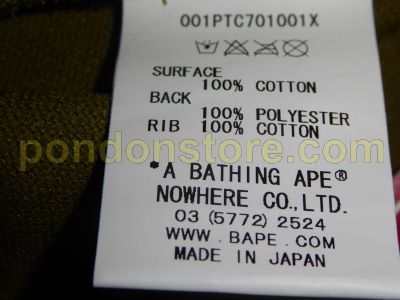 001PTC701001X
SURFACE
100% COTTON
BACK
100% POLYESTER
RIB 100% COTTON
pondonstore.com
*A BATHING APE®
NOWHERE CO.,LTD.
03 (5772) 2524
WWW.BAPE.COM
MADE IN JAPAN